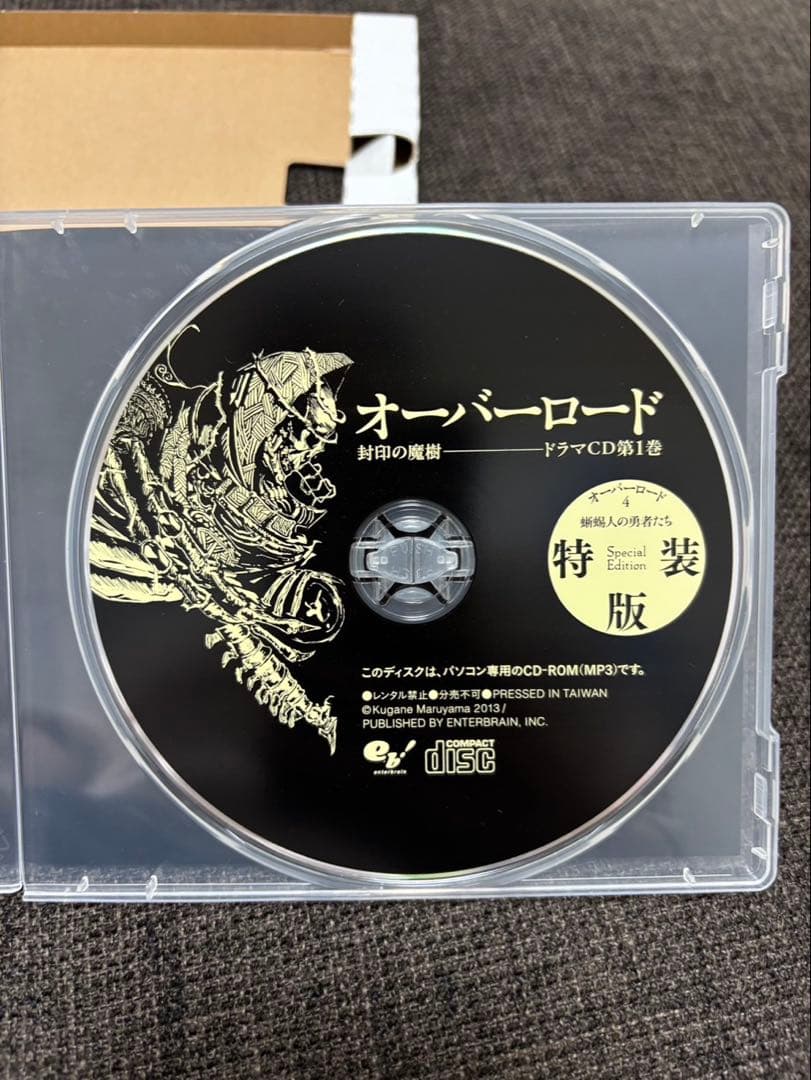 オーバーロード
封印の魔樹――――ドラマCD第1巻
オーバーロード
4
蜥蜴人の勇者たち
特 Special Edition 装
版
このディスクは、パソコン専用のCD-ROM(MP3)です。
●レンタル禁止●分売不可●PRESSED IN TAIWAN
©Kugane Maruyama 2013/
PUBLISHED BY ENTERBRAIN, INC.
eb!
enterbrain
COMPACT
disc